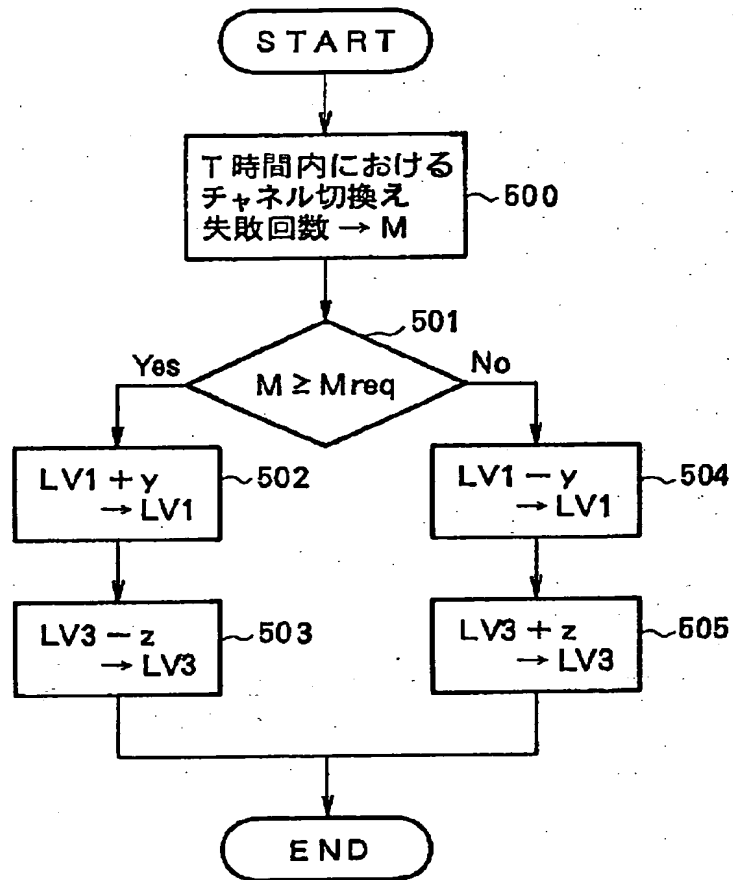 START
T時間内における
チャネル切換え
失敗回数 → M
500
501
Yes
M ≥ Mreq
No
LV1 + y
→ LV1
502
LV1 − y
→ LV1
504
LV3 − z
→ LV3
503
LV3 + z
→ LV3
505
END